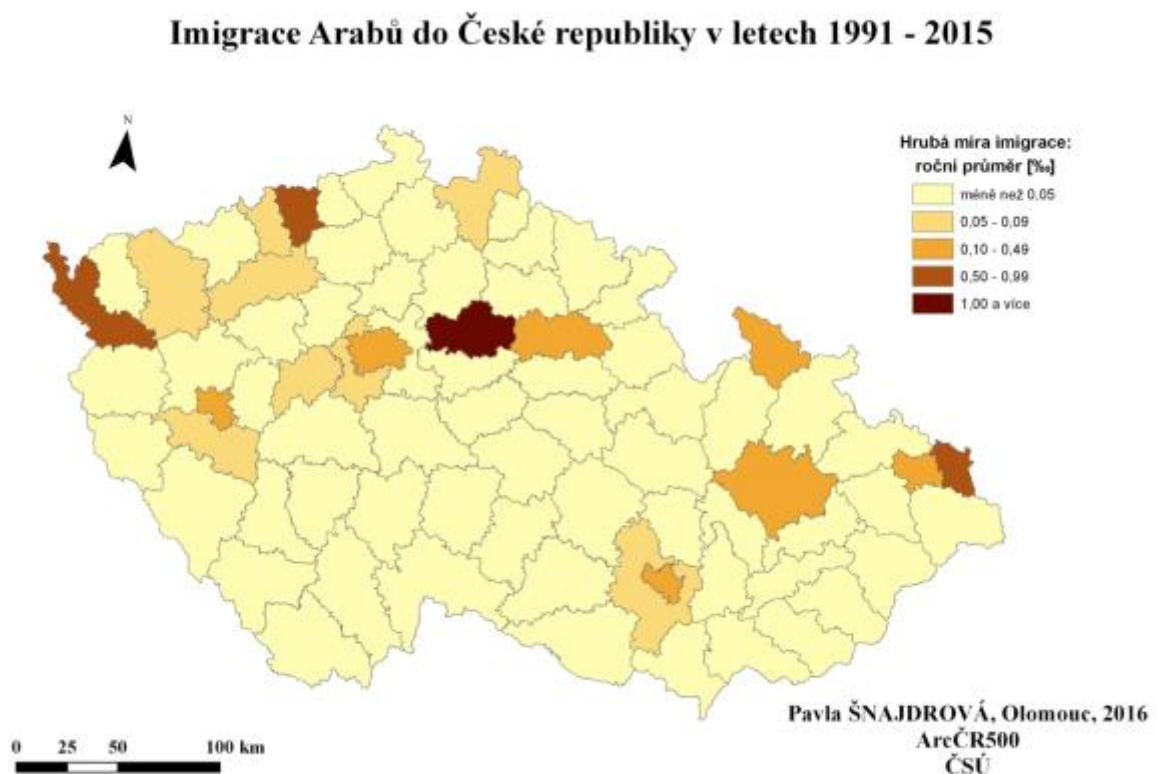 Imigrace Arabů do České republiky v letech 1991 - 2015
N
Hrubá míra imigrace:
roční průměr [‰]
méně než 0,05
0,05 - 0,09
0,10 - 0,49
0,50 - 0,99
1,00 a více
Pavla ŠNAJDROVÁ, Olomouc, 2016
ArcČR500
ČSÚ
0 25 50 100 km